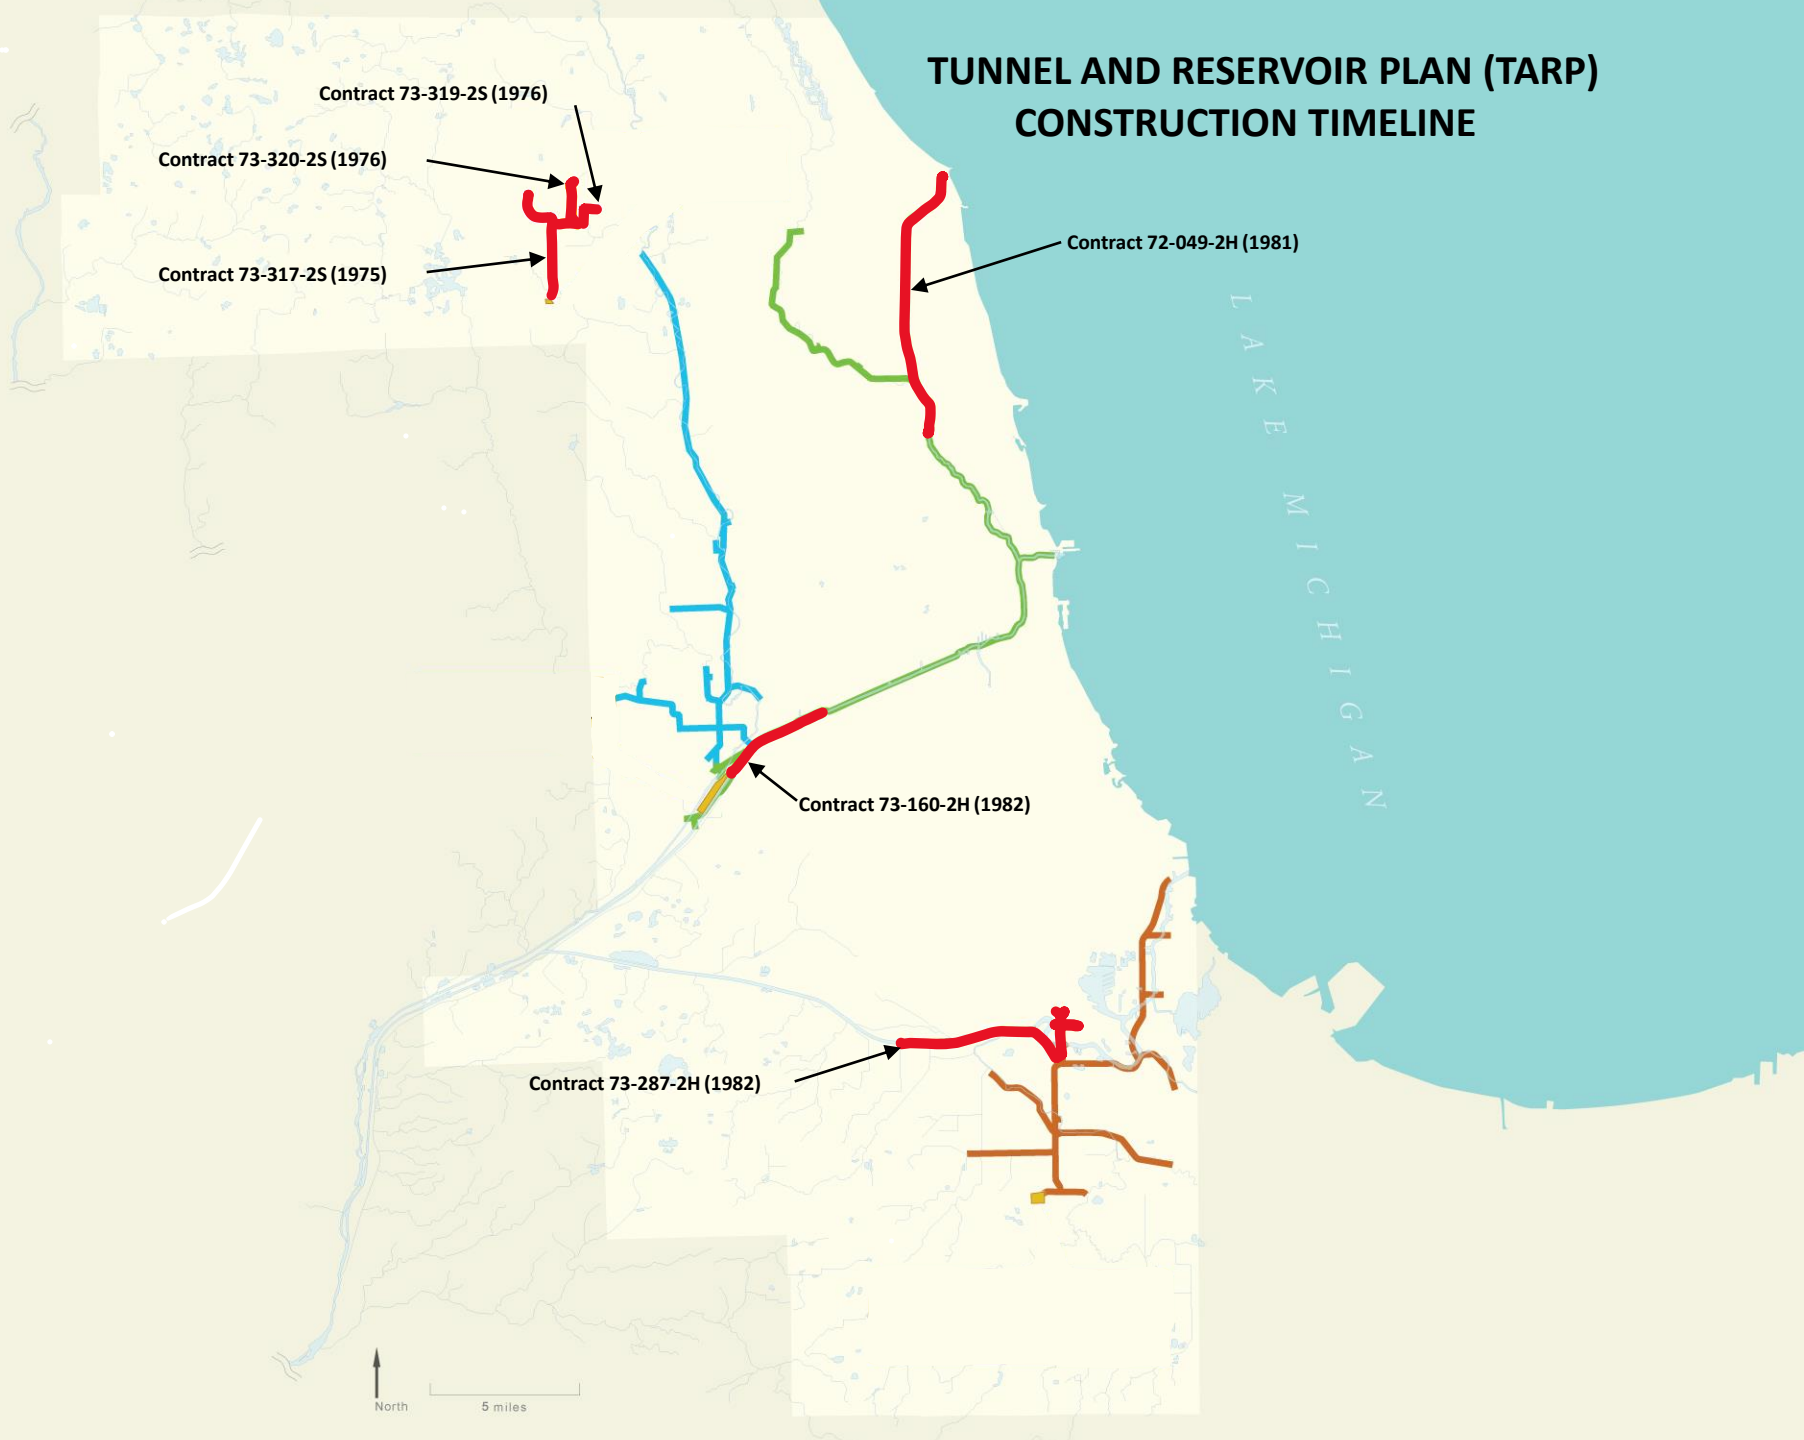 TUNNEL AND RESERVOIR PLAN (TARP)
CONSTRUCTION TIMELINE
Contract 73-319-2S (1976)
Contract 73-320-2S (1976)
Contract 73-317-2S (1975)
Contract 72-049-2H (1981)
LAKE MICHIGAN
Contract 73-160-2H (1982)
Contract 73-287-2H (1982)
North
5 miles